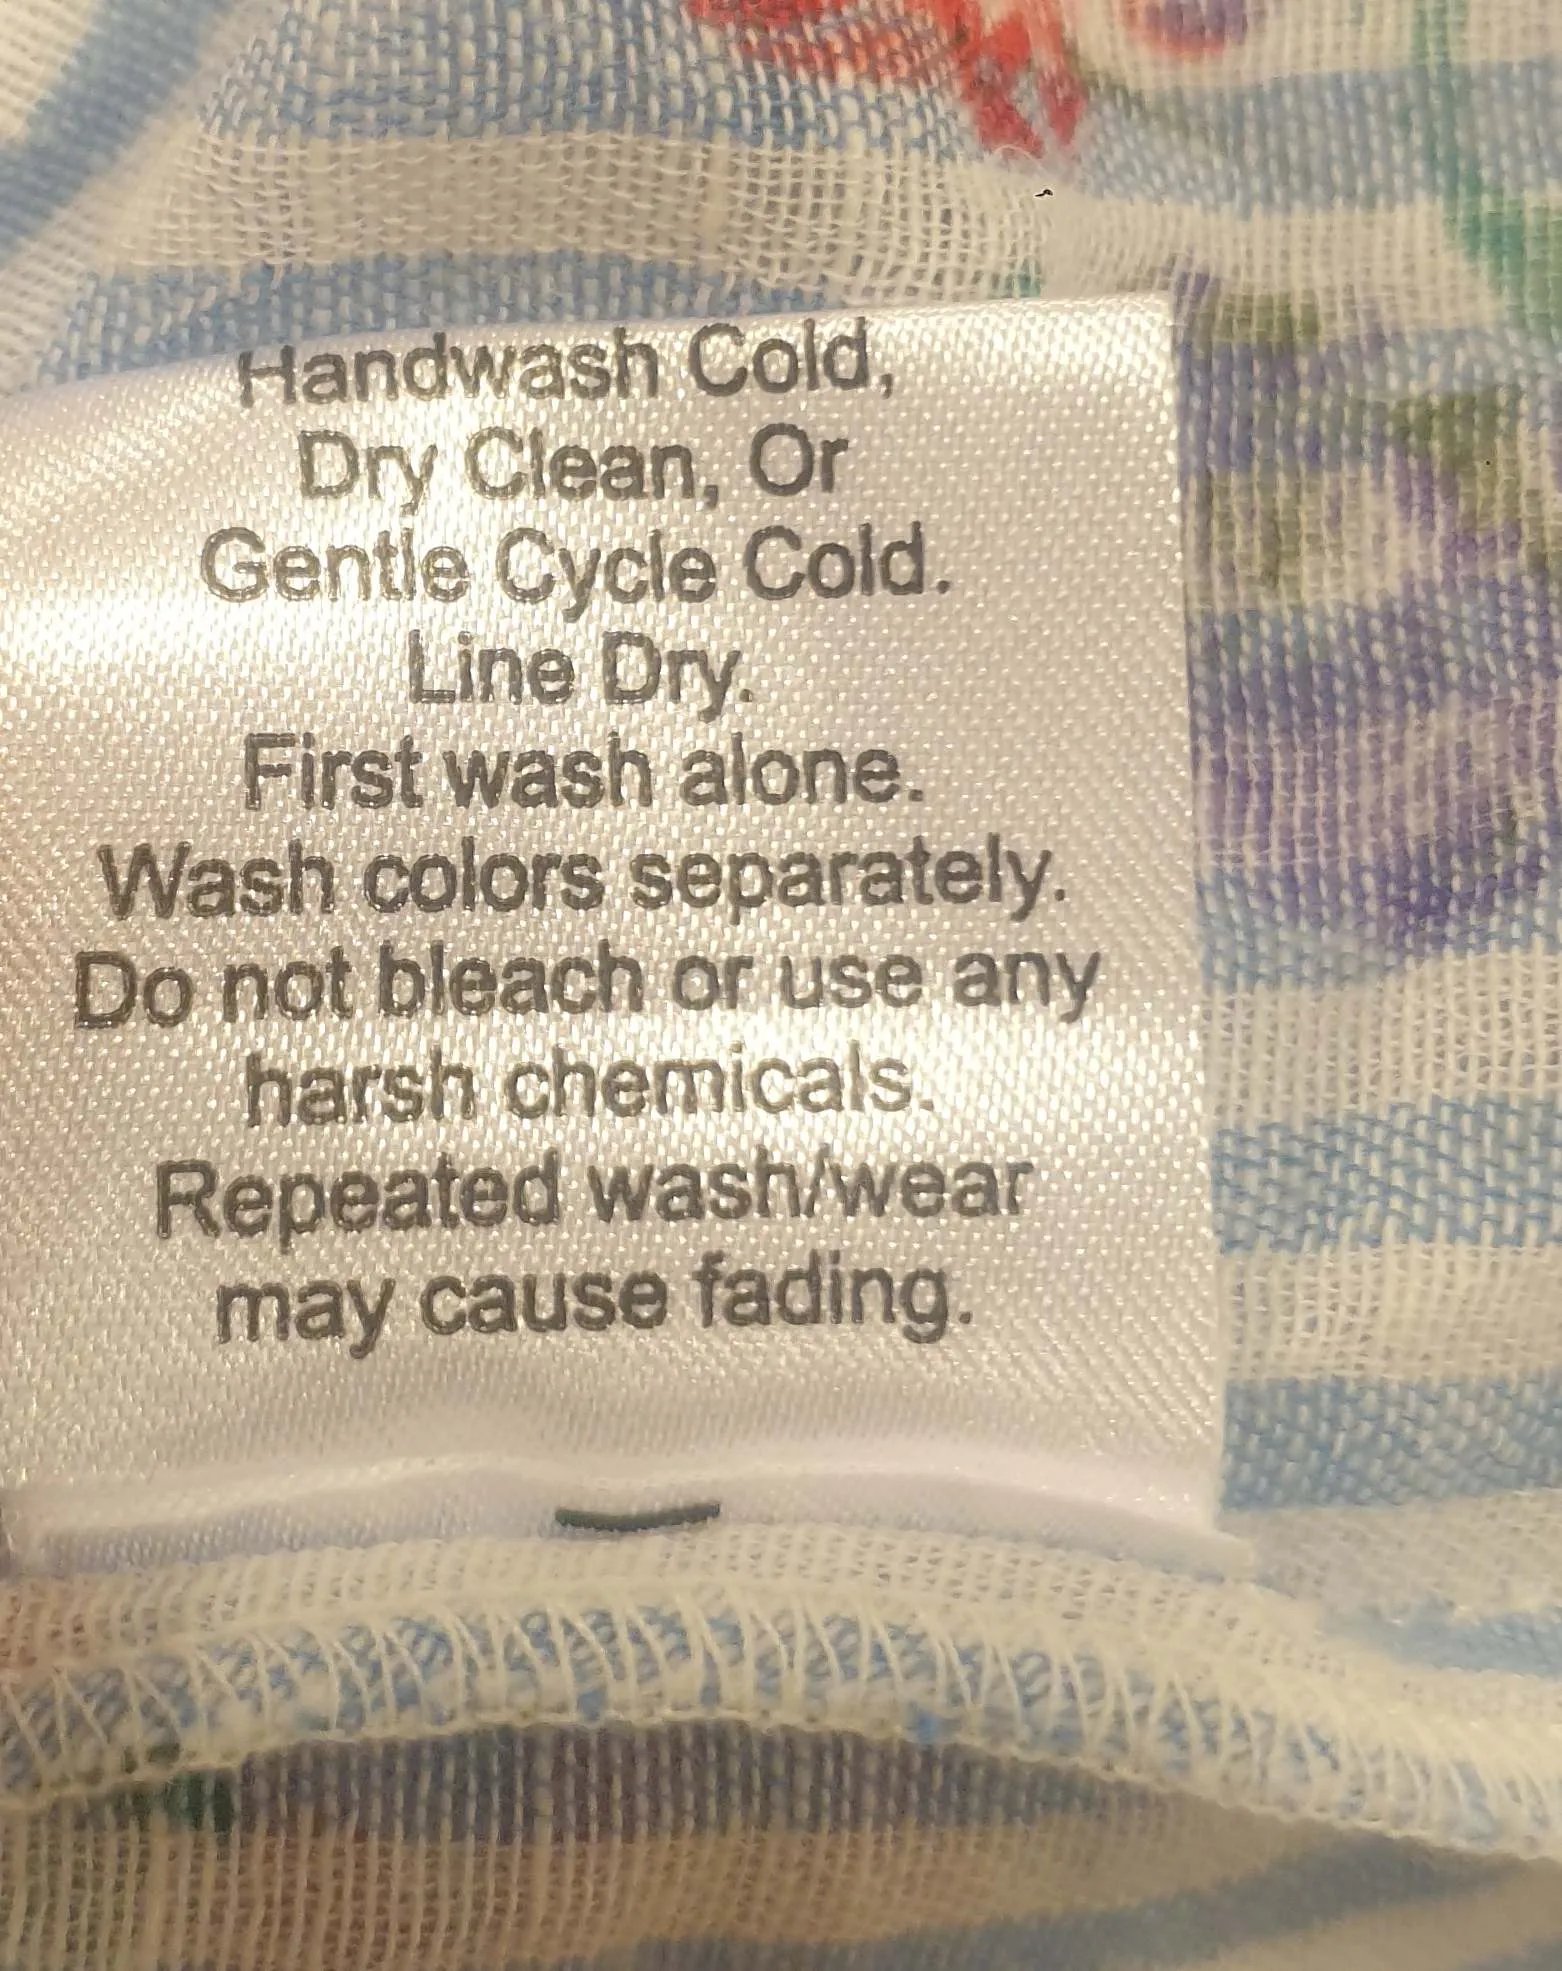 Handwash Cold,
Dry Clean, Or
Gentle Cycle Cold.
Line Dry.
First wash alone.
Wash colors separately.
Do not bleach or use any
harsh chemicals.
Repeated wash/wear
may cause fading.